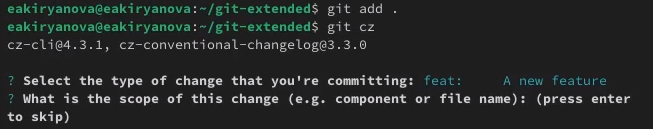 eakiryanova@eakiryanova:~/git-extended$ git add .
eakiryanova@eakiryanova:~/git-extended$ git cz
cz-cli@4.3.1, cz-conventional-changelog@3.3.0
? Select the type of change that you're committing: feat:     A new feature
? What is the scope of this change (e.g. component or file name): (press enter
to skip)